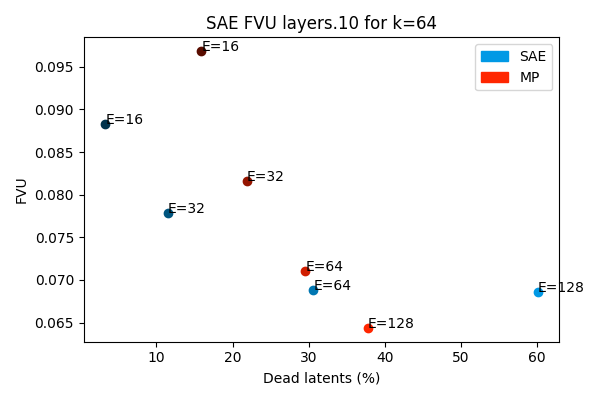 SAE FVU layers.10 for k=64
SAE
MP
E=16
E=16
E=32
E=32
E=64
E=64
E=128
E=128
0.095
0.090
0.085
0.080
0.075
0.070
0.065
FVU
10 20 30 40 50 60
Dead latents (%)